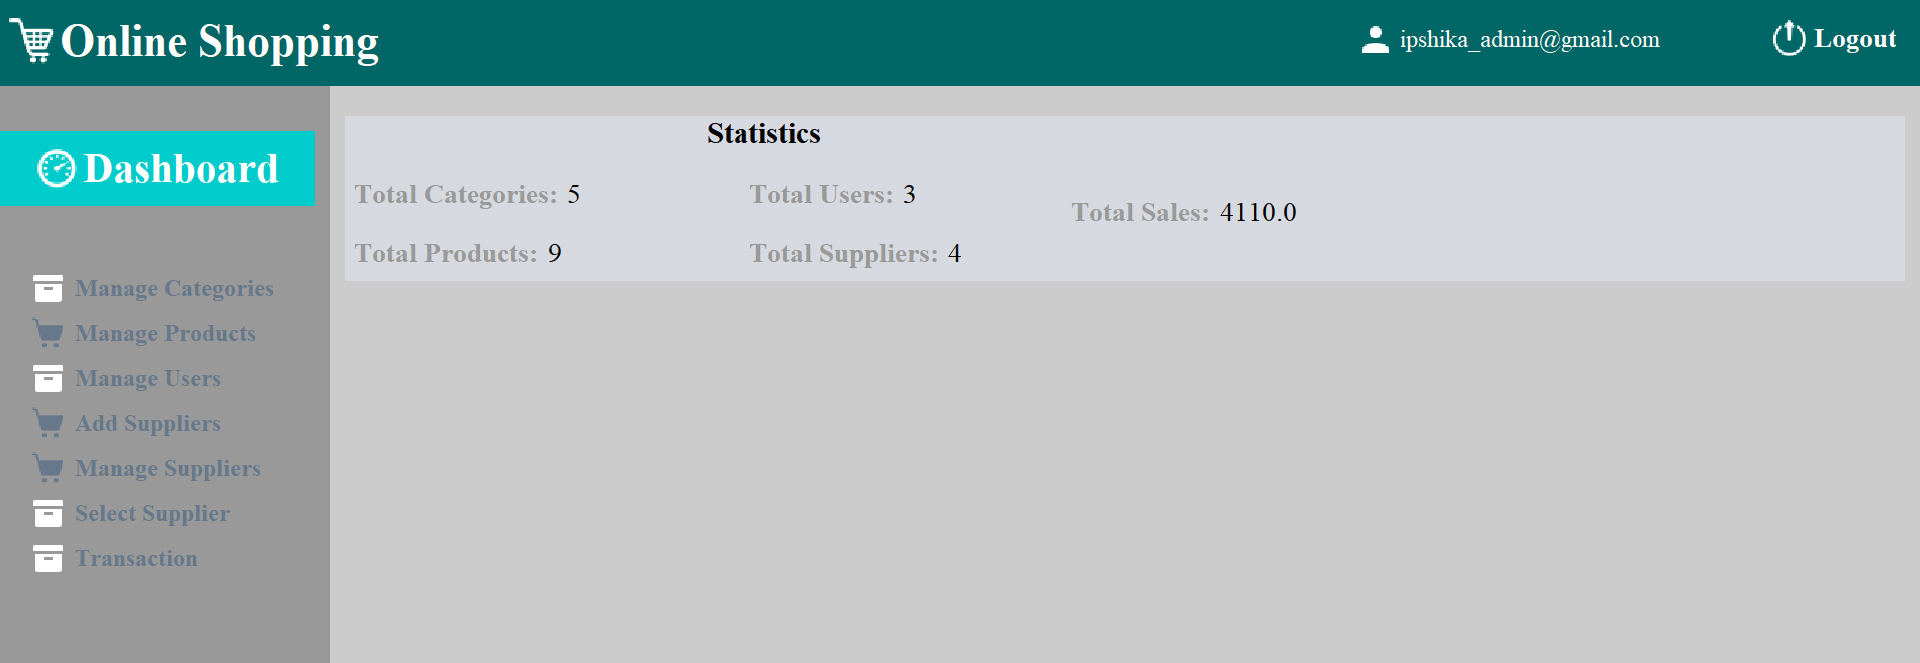 Online Shopping
ipshika_admin@gmail.com
Logout
Dashboard
Manage Categories
Manage Products
Manage Users
Add Suppliers
Manage Suppliers
Select Supplier
Transaction
Statistics
Total Categories: 5
Total Users: 3
Total Sales: 4110.0
Total Products: 9
Total Suppliers: 4